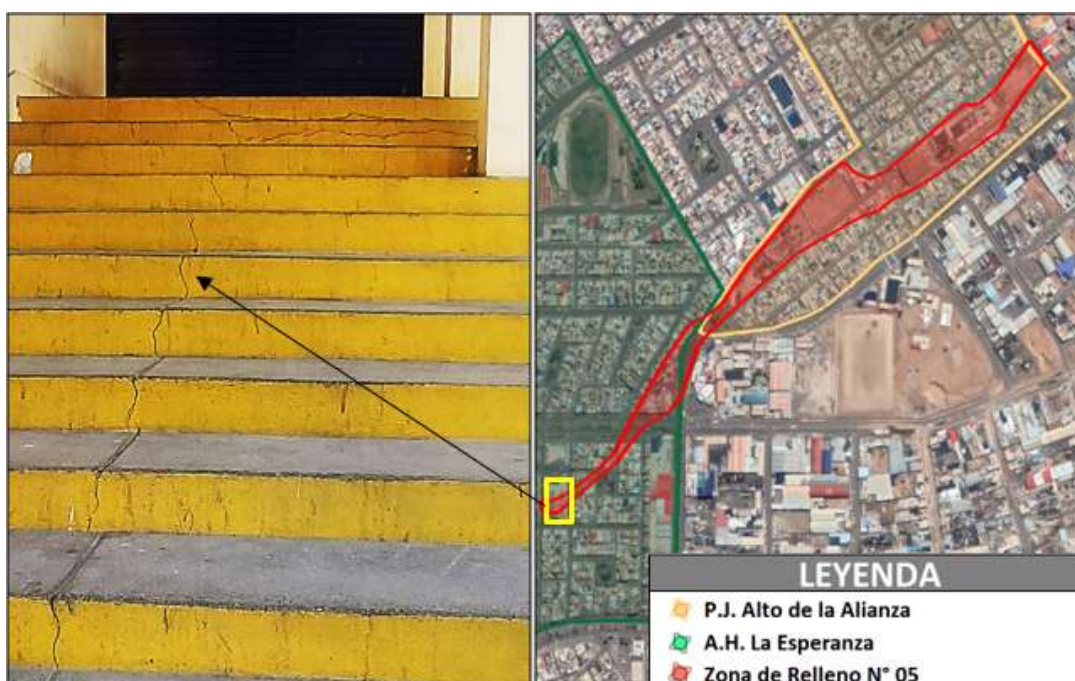 LEYENDA
P.J. Alto de la Alianza
A.H. La Esperanza
Zona de Relleno N° 05